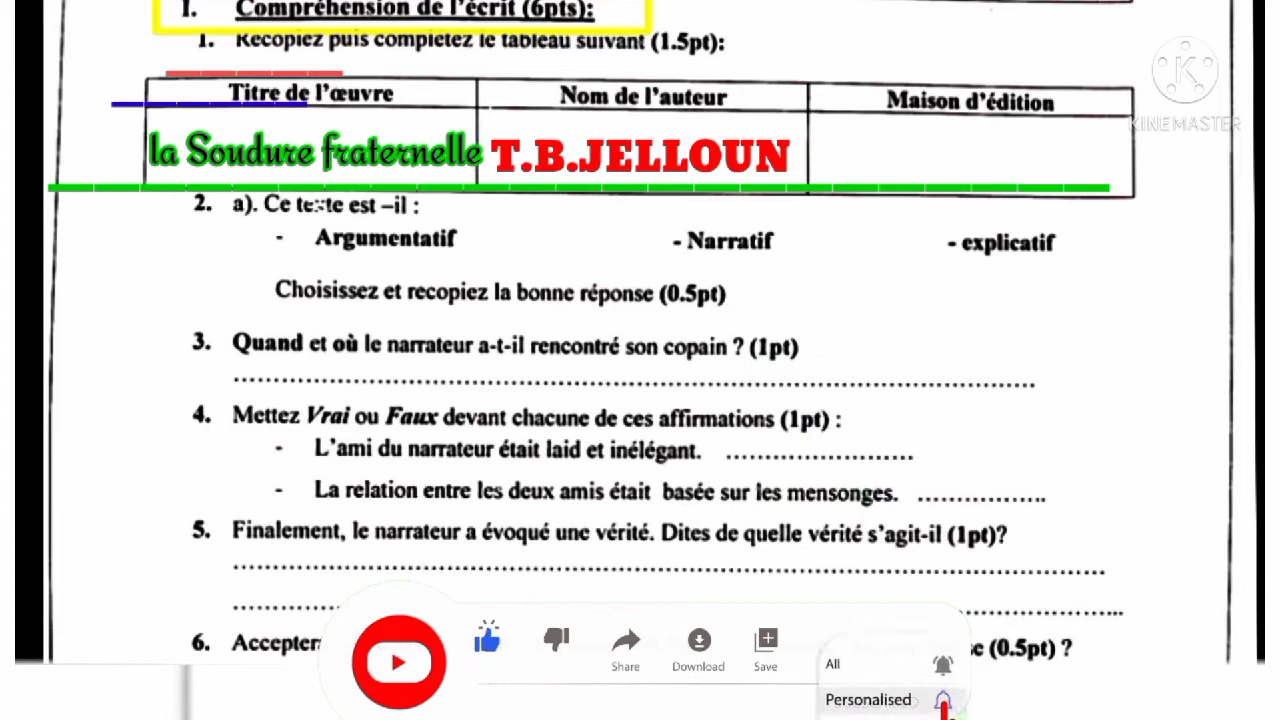 I. Compréhension de l'écrit (6pts):
1. Recopiez puis complétez le tableau suivant (1.5pt):
Titre de l'œuvre Nom de l'auteur Maison d'édition
la Soudure fraternelle T.B.JELLOUN
KINEMASTER
2. a). Ce texte est –il :
- Argumentatif - Narratif - explicatif
Choisissez et recopiez la bonne réponse (0.5pt)
3. Quand et où le narrateur a-t-il rencontré son copain ? (1pt)
4. Mettez Vrai ou Faux devant chacune de ces affirmations (1pt) :
- L'ami du narrateur était laid et inélégant. ........................
- La relation entre les deux amis était basée sur les mensonges. .................
5. Finalement, le narrateur a évoqué une vérité. Dites de quelle vérité s'agit-il (1pt)?
6. (0.5pt) ?
Share Download Save
All
Personalised